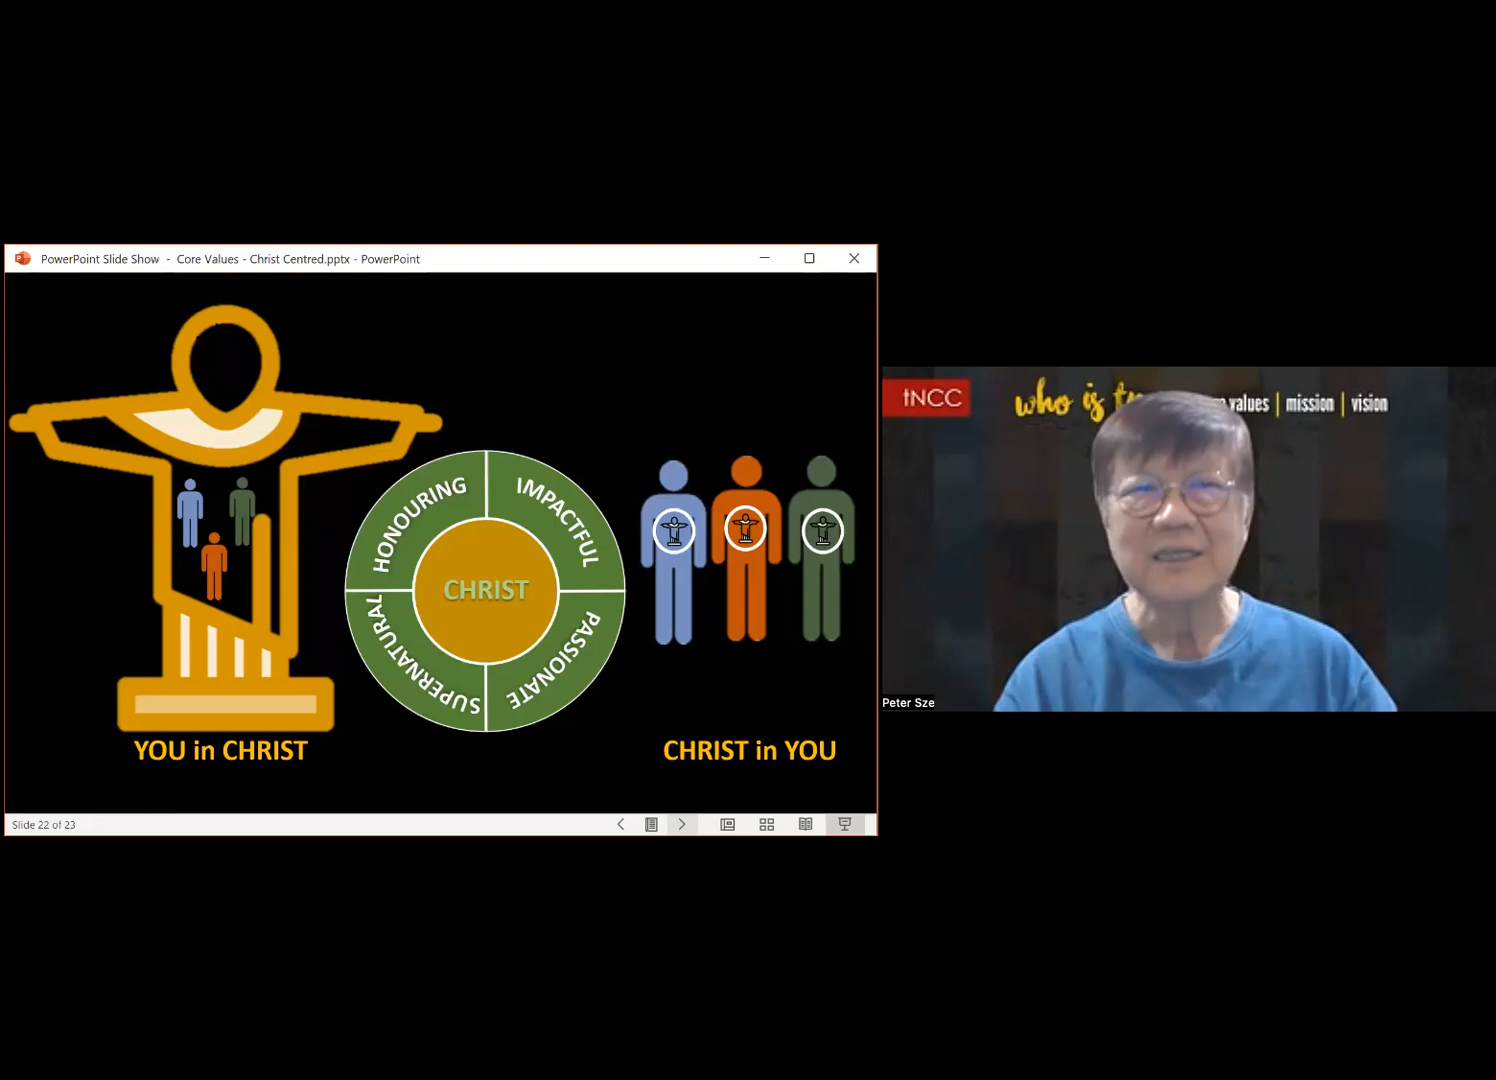 PowerPoint Slide Show - Core Values - Christ Centred.pptx - PowerPoint
HONOURING
IMPACTFUL
CHRIST
SUPERNATURAL
PASSIONATE
YOU in CHRIST
CHRIST in YOU
Slide 22 of 23
tNCC
who is
values | mission | vision
Peter Sze